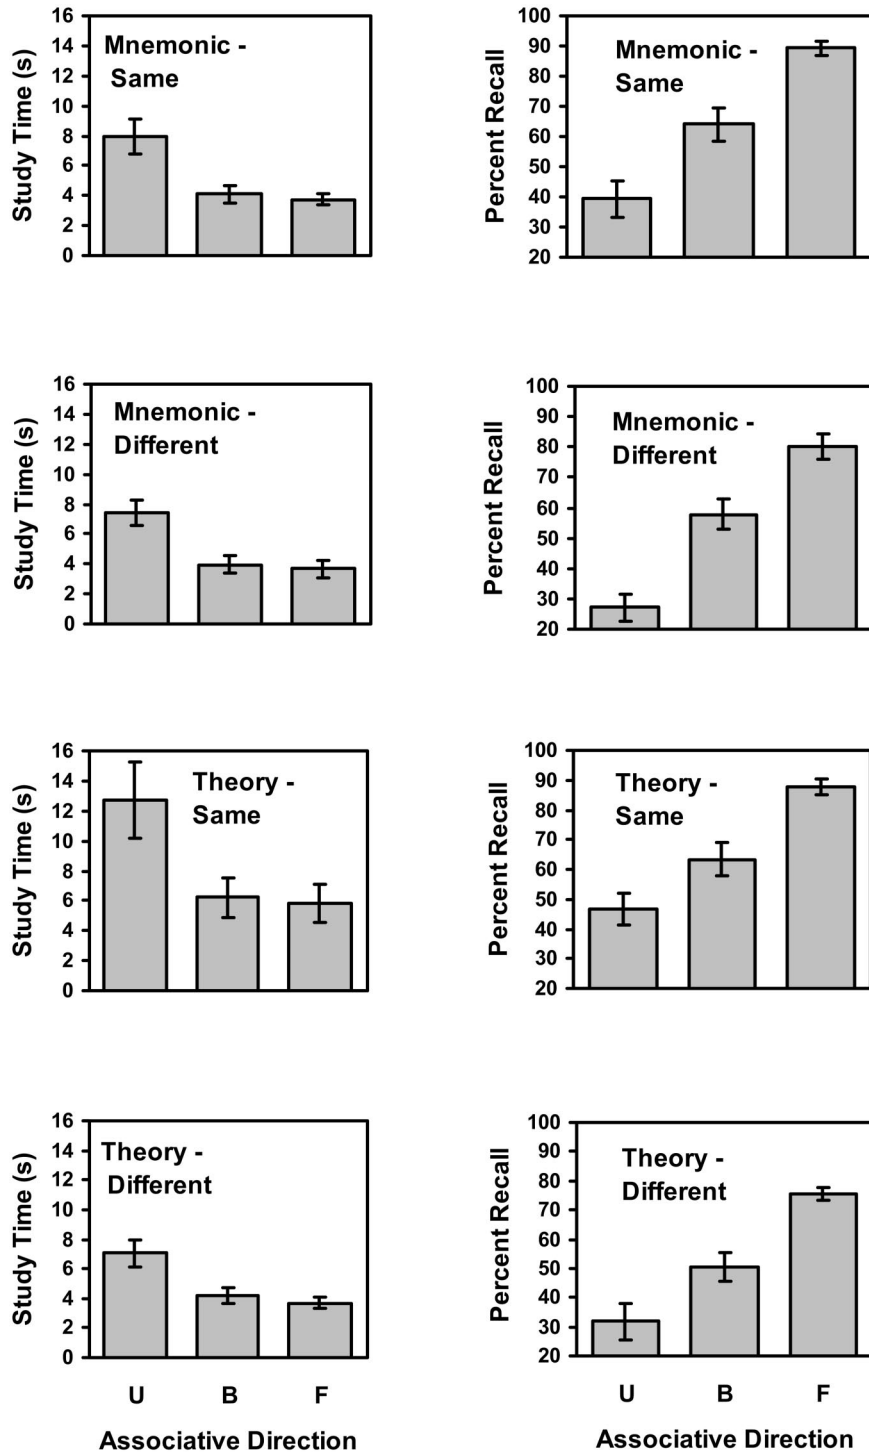 Study Time (s)
16
14
12
10
8
6
4
2
0
Mnemonic -
Same
Percent Recall
100
90
80
70
60
50
40
30
20
Mnemonic -
Same
Study Time (s)
16
14
12
10
8
6
4
2
0
Mnemonic -
Different
Percent Recall
100
90
80
70
60
50
40
30
20
Mnemonic -
Different
Study Time (s)
16
14
12
10
8
6
4
2
0
Theory -
Same
Percent Recall
100
90
80
70
60
50
40
30
20
Theory -
Same
Study Time (s)
16
14
12
10
8
6
4
2
0
Theory -
Different
U B F
Associative Direction
Percent Recall
100
90
80
70
60
50
40
30
20
Theory -
Different
U B F
Associative Direction